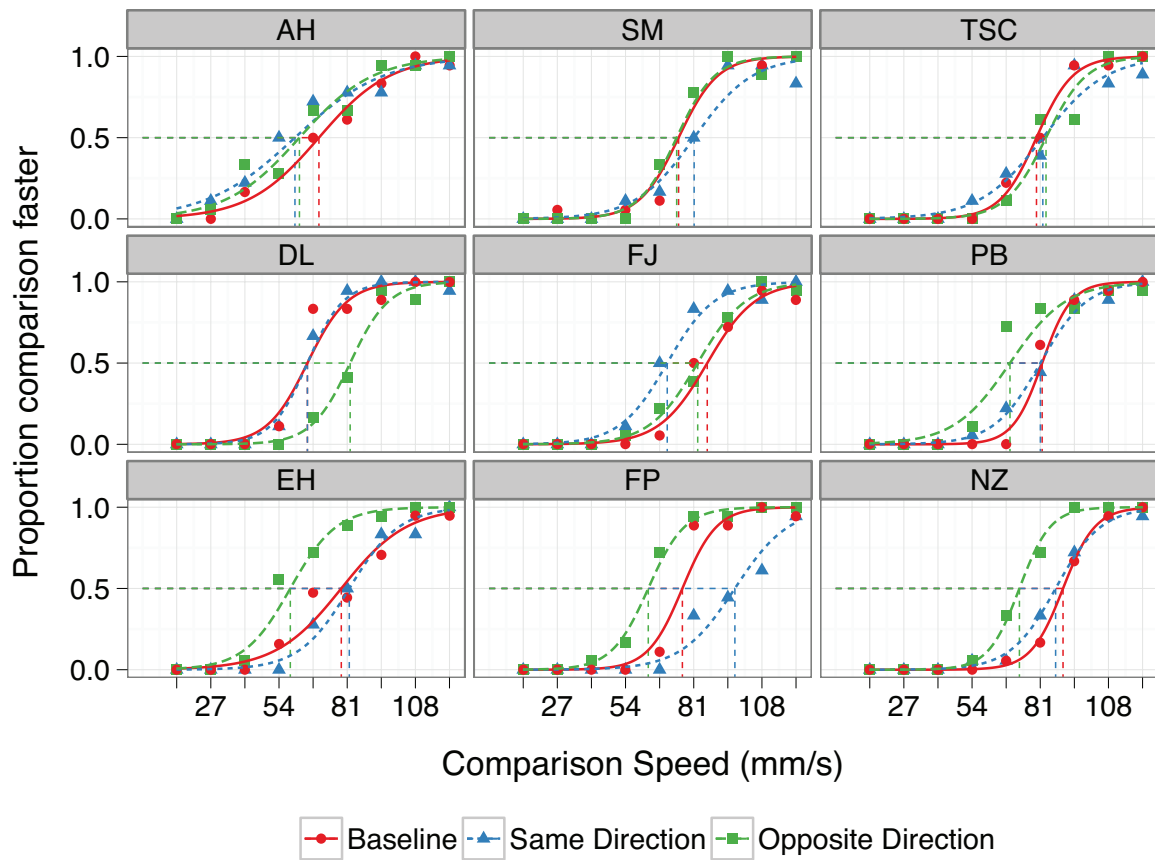 AH SM TSC
1.0
0.5
0.0
DL FJ PB
1.0
0.5
0.0
EH FP NZ
1.0
0.5
0.0
27 54 81 108 27 54 81 108 27 54 81 108
Proportion comparison faster
Comparison Speed (mm/s)
Baseline Same Direction Opposite Direction